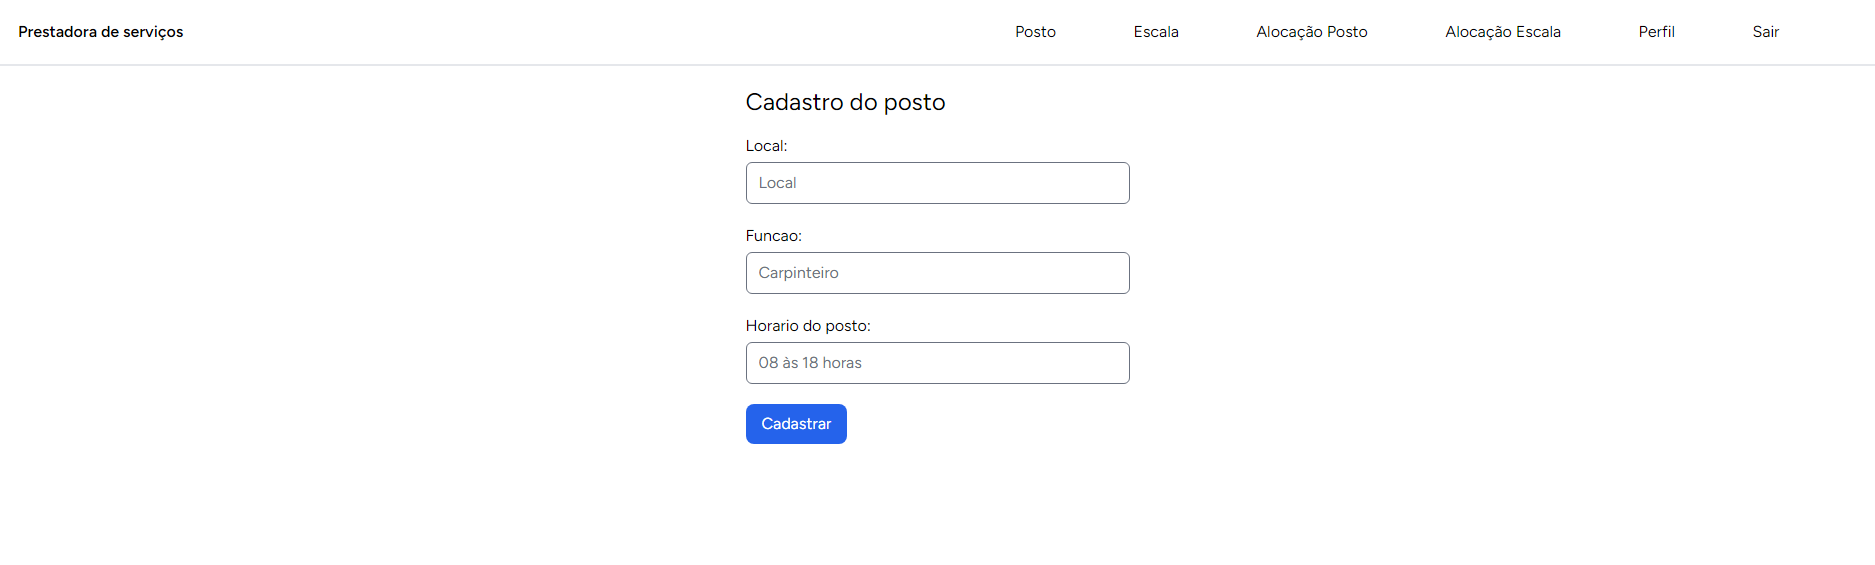 Prestadora de serviços Posto Escala Alocação Posto Alocação Escala Perfil Sair
Cadastro do posto
Local:
Local
Funcao:
Carpinteiro
Horario do posto:
08 às 18 horas
Cadastrar